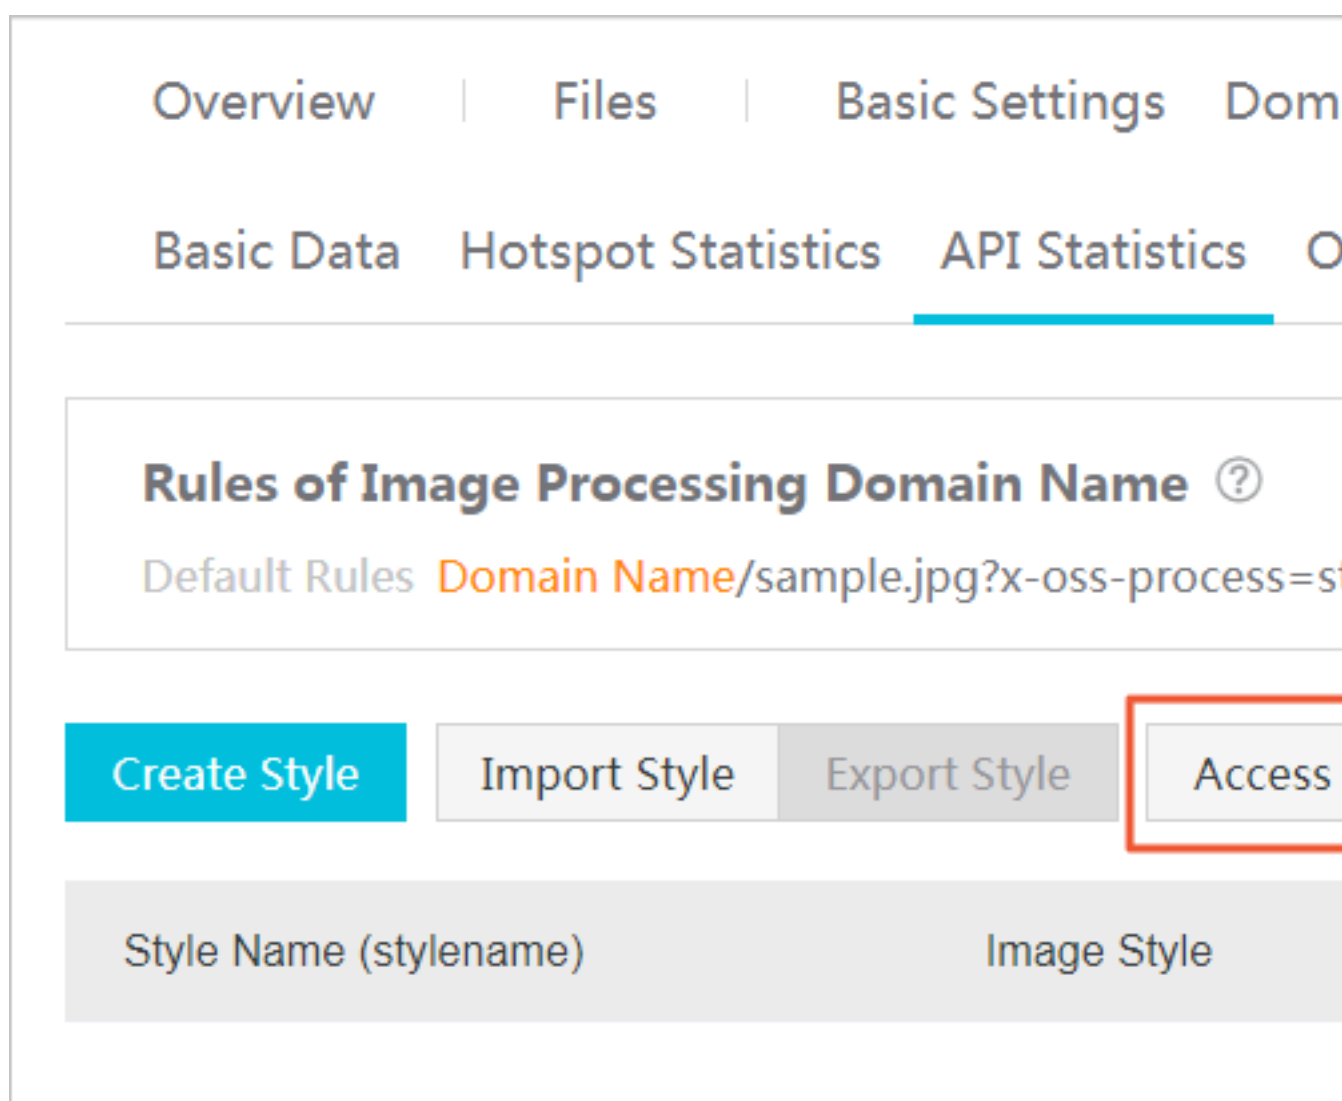 Overview Files Basic Settings
Basic Data Hotspot Statistics API Statistics
Rules of Image Processing Domain Name ?
Default Rules Domain Name/sample.jpg?x-oss-process=
Create Style Import Style Export Style Access
Style Name (stylename) Image Style